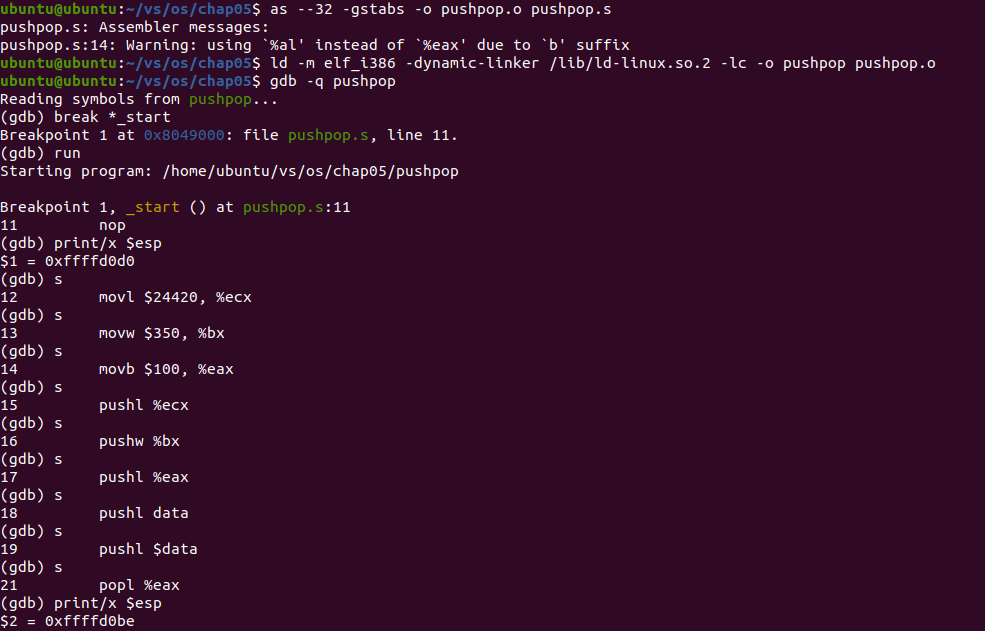 ubuntu@ubuntu:~/vs/os/chap05$ as --32 -gstabs -o pushpop.o pushpop.s
pushpop.s: Assembler messages:
pushpop.s:14: Warning: using `%al' instead of `%eax' due to `b' suffix
ubuntu@ubuntu:~/vs/os/chap05$ ld -m elf_i386 -dynamic-linker /lib/ld-linux.so.2 -lc -o pushpop pushpop.o
ubuntu@ubuntu:~/vs/os/chap05$ gdb -q pushpop
Reading symbols from pushpop...
(gdb) break *_start
Breakpoint 1 at 0x8049000: file pushpop.s, line 11.
(gdb) run
Starting program: /home/ubuntu/vs/os/chap05/pushpop

Breakpoint 1, _start () at pushpop.s:11
11         nop
(gdb) print/x $esp
$1 = 0xffffd0d0
(gdb) s
12         movl $24420, %ecx
(gdb) s
13         movw $350, %bx
(gdb) s
14         movb $100, %eax
(gdb) s
15         pushl %ecx
(gdb) s
16         pushw %bx
(gdb) s
17         pushl %eax
(gdb) s
18         pushl data
(gdb) s
19         pushl $data
(gdb) s
21         popl %eax
(gdb) print/x $esp
$2 = 0xffffd0be